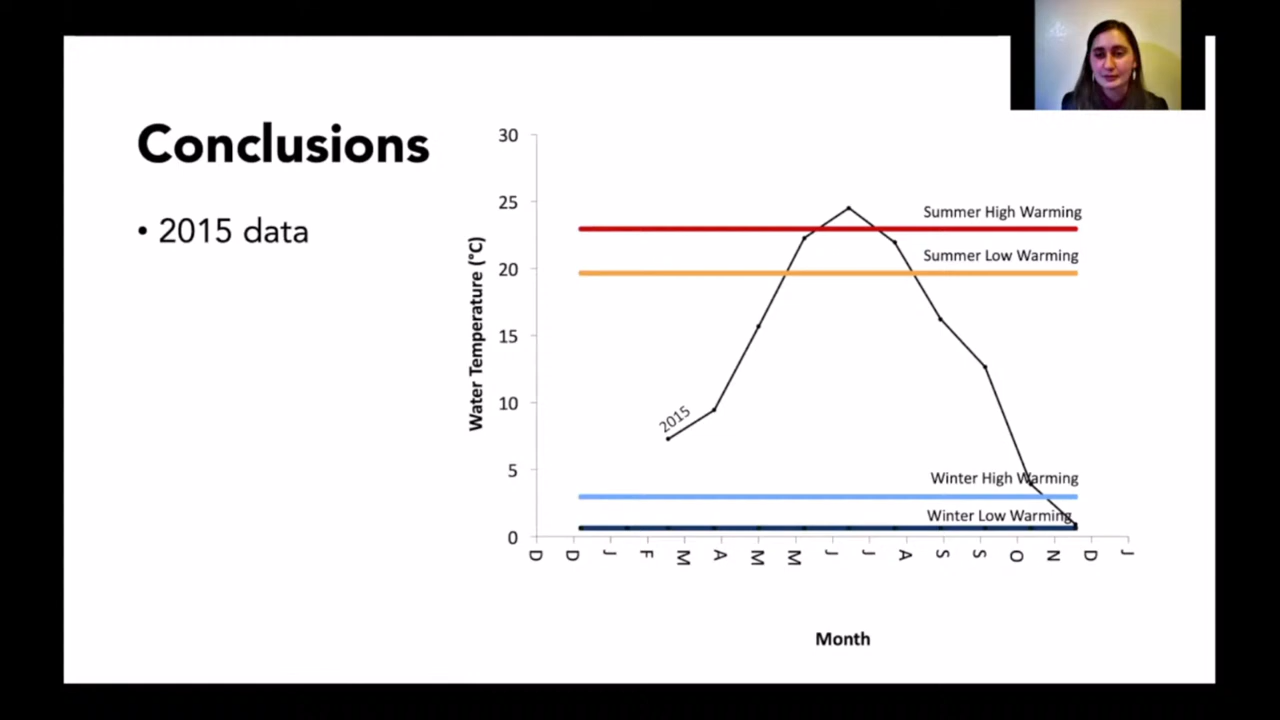 Conclusions
• 2015 data
30
25
20
15
10
5
0
Water Temperature (°C)
Summer High Warming
Summer Low Warming
2015
Winter High Warming
Winter Low Warming
D D J F M A M M J J A S S O N D J
Month